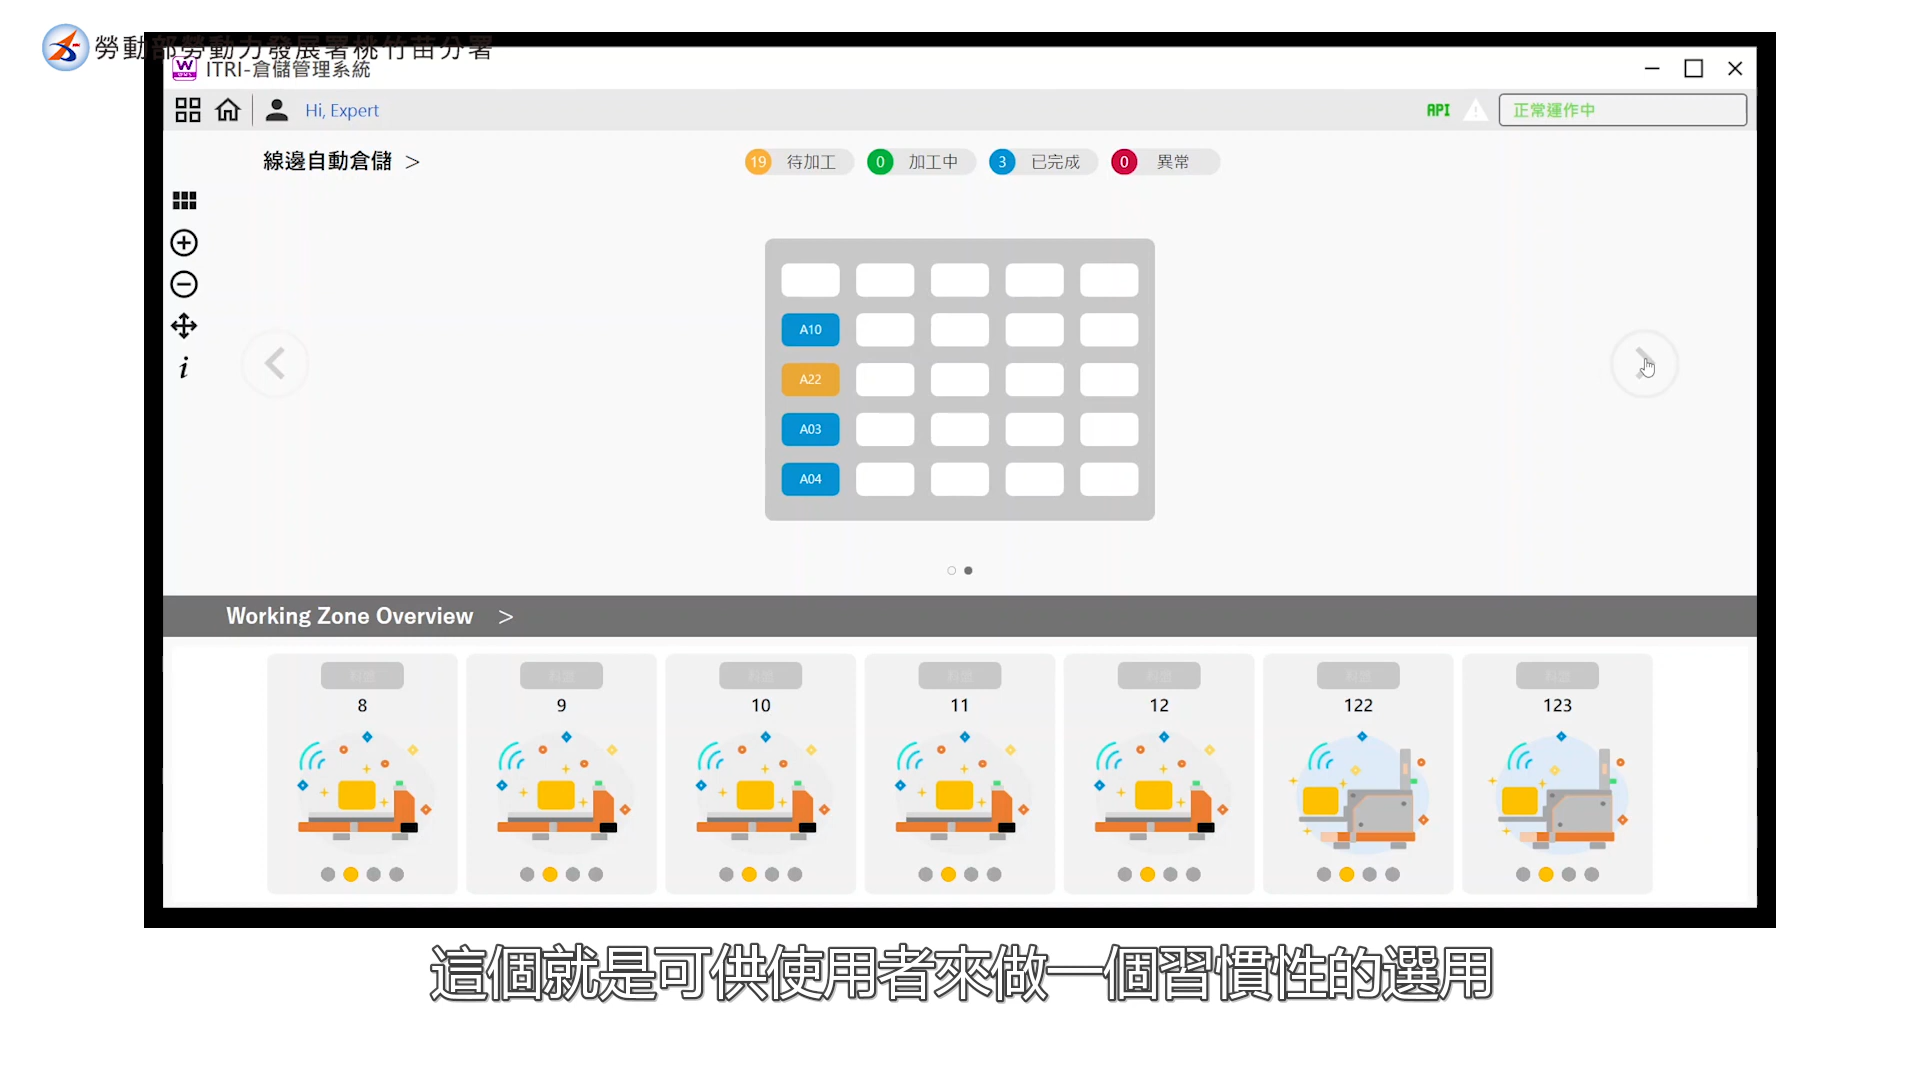 勞動部勞動力發展署桃竹苗分署
ITRI-倉儲管理系統
Hi, Expert
API
正常運作中
線邊自動倉儲 >
19 待加工
0 加工中
3 已完成
0 異常
A10
A22
A03
A04
Working Zone Overview >
8
9
10
11
12
122
123
這個就是可供使用者來做一個習慣性的選用